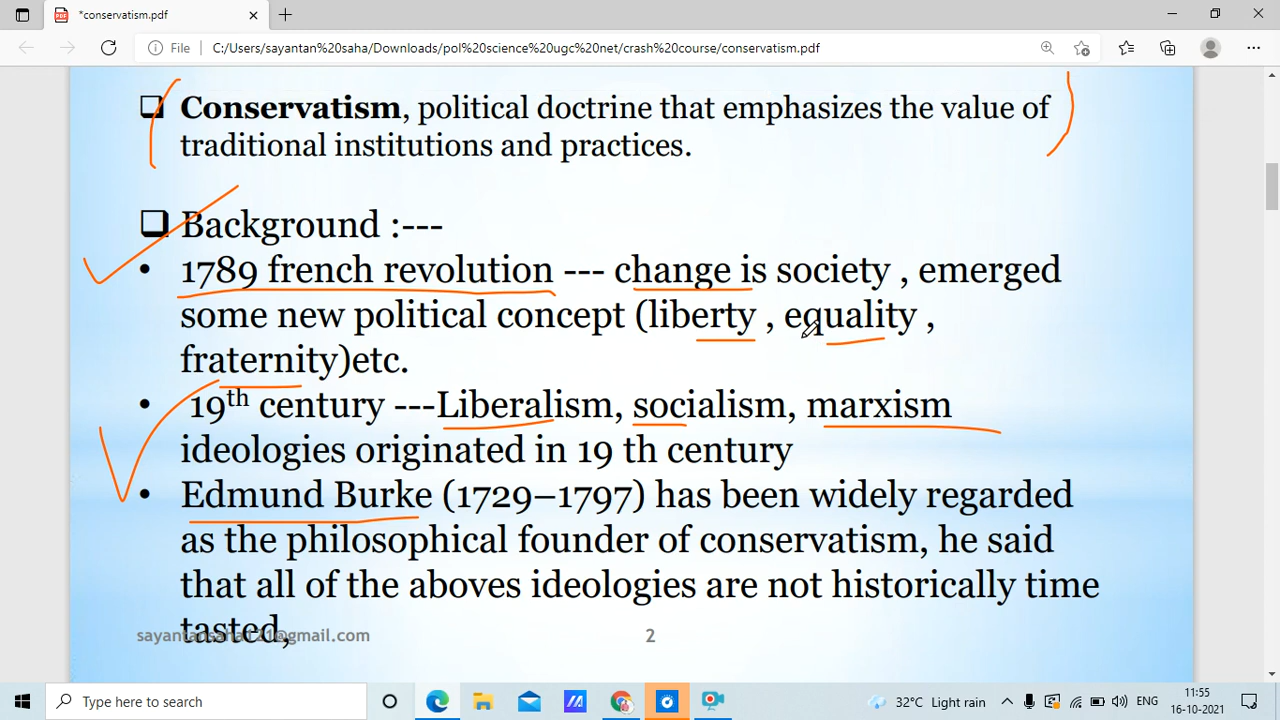 *conservatism.pdf
File C:/Users/sayantan%20saha/Downloads/pol%20science%20ugc%20net/crash%20course/conservatism.pdf
Conservatism, political doctrine that emphasizes the value of
traditional institutions and practices.
Background :---
• 1789 french revolution --- change is society , emerged
some new political concept (liberty , equality ,
fraternity)etc.
• 19th century ---Liberalism, socialism, marxism
ideologies originated in 19 th century
• Edmund Burke (1729–1797) has been widely regarded
as the philosophical founder of conservatism, he said
that all of the aboves ideologies are not historically time
tasted,
sayantansaha121@gmail.com 2
Type here to search 32°C Light rain ENG 11:55
16-10-2021